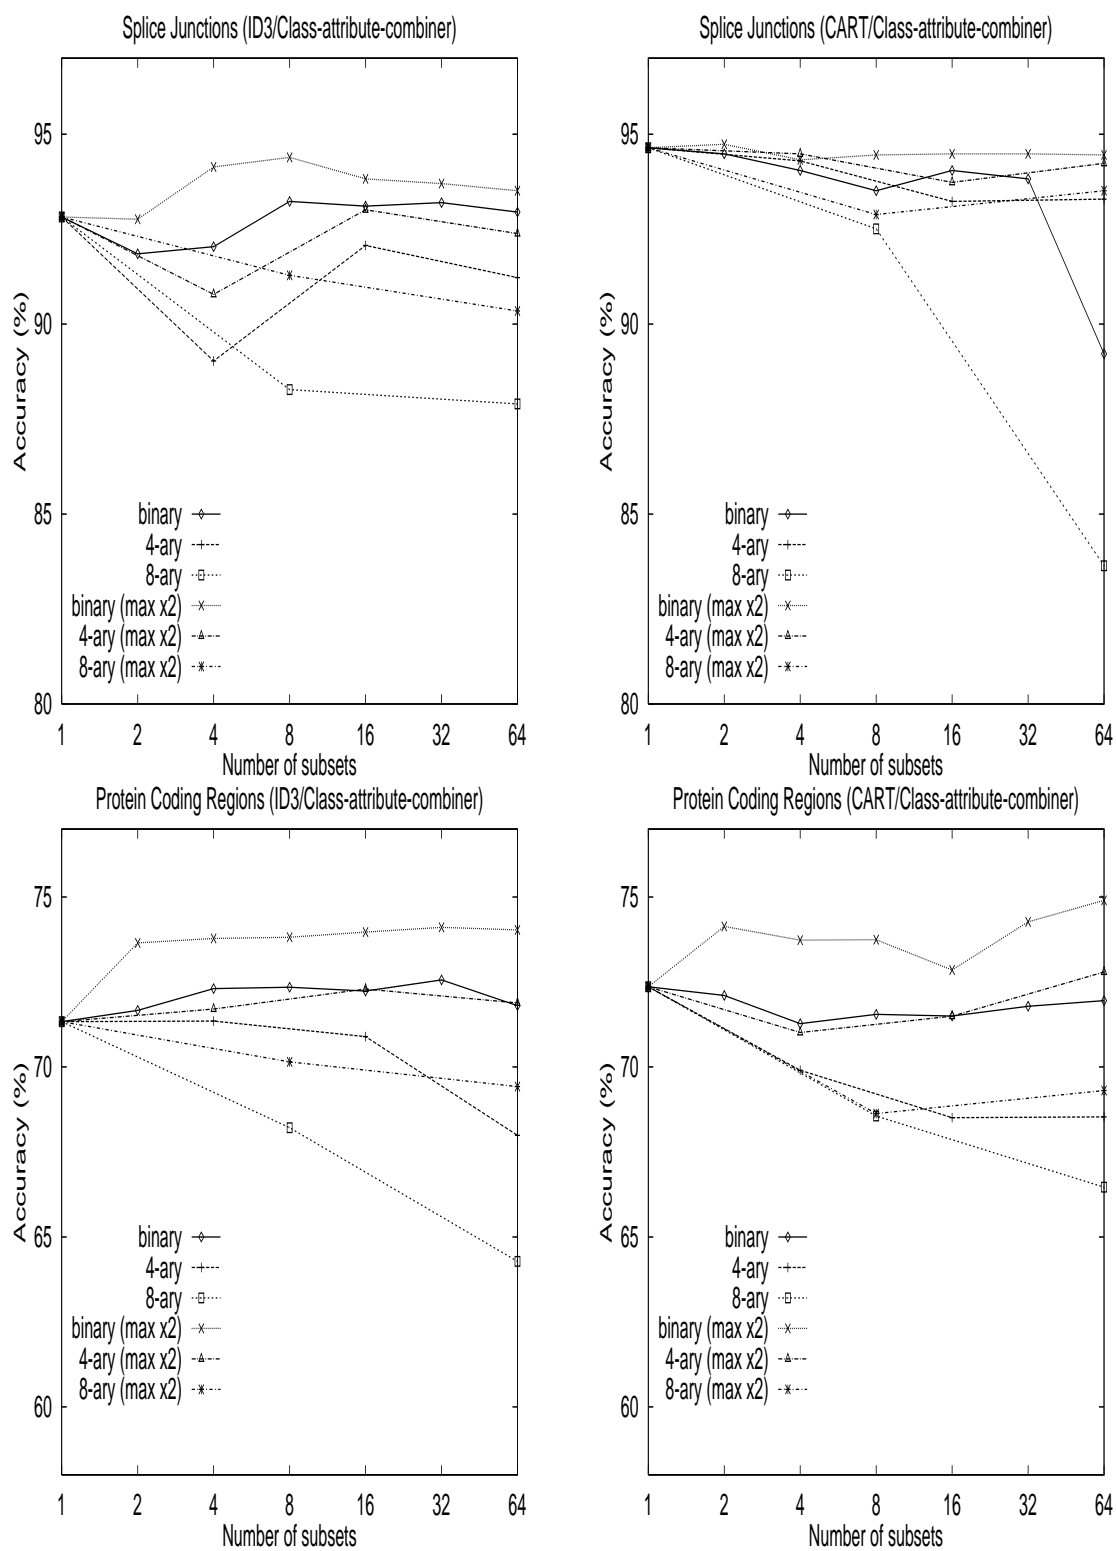 Splice Junctions (ID3/Class-attribute-combiner)
95
90
85
80
Accuracy (%)
binary
4-ary
8-ary
binary (max x2)
4-ary (max x2)
8-ary (max x2)
1 2 4 8 16 32 64
Number of subsets
Splice Junctions (CART/Class-attribute-combiner)
95
90
85
80
Accuracy (%)
binary
4-ary
8-ary
binary (max x2)
4-ary (max x2)
8-ary (max x2)
1 2 4 8 16 32 64
Number of subsets
Protein Coding Regions (ID3/Class-attribute-combiner)
75
70
65
60
Accuracy (%)
binary
4-ary
8-ary
binary (max x2)
4-ary (max x2)
8-ary (max x2)
1 2 4 8 16 32 64
Number of subsets
Protein Coding Regions (CART/Class-attribute-combiner)
75
70
65
60
Accuracy (%)
binary
4-ary
8-ary
binary (max x2)
4-ary (max x2)
8-ary (max x2)
1 2 4 8 16 32 64
Number of subsets